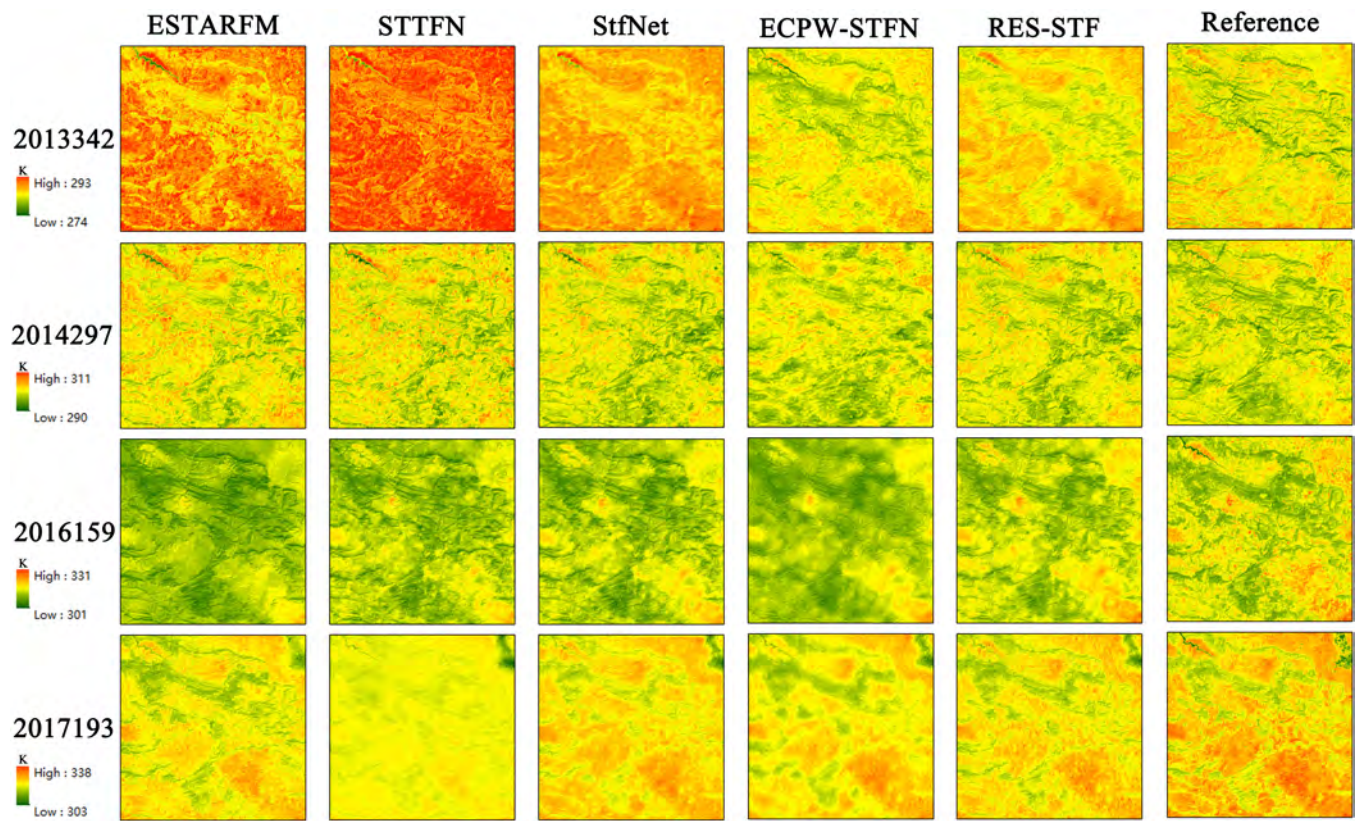 ESTARFM STTFN StfNet ECPW-STFN RES-STF Reference
2013342
K
High : 293
Low : 274
2014297
K
High : 311
Low : 290
2016159
K
High : 331
Low : 301
2017193
K
High : 338
Low : 303